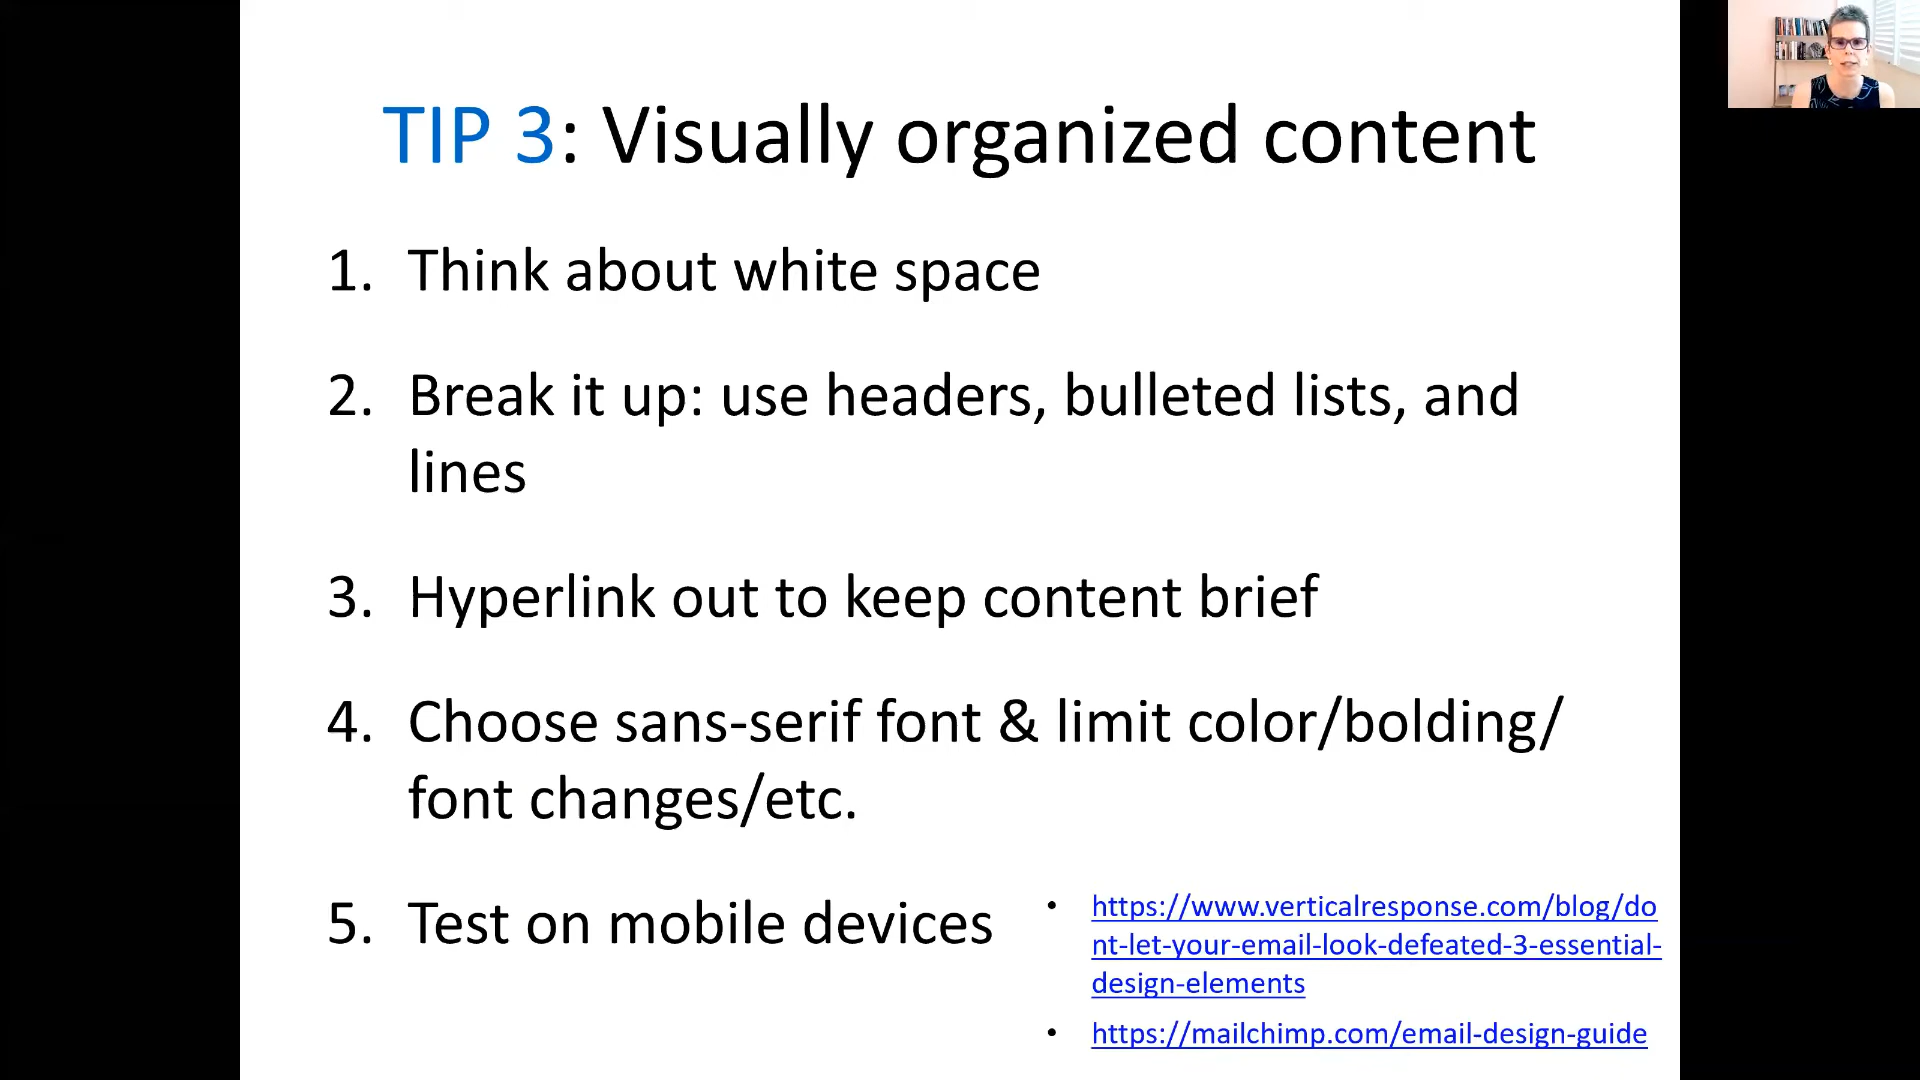 TIP 3: Visually organized content
1. Think about white space
2. Break it up: use headers, bulleted lists, and
lines
3. Hyperlink out to keep content brief
4. Choose sans-serif font & limit color/bolding/
font changes/etc.
5. Test on mobile devices
• https://www.verticalresponse.com/blog/do
nt-let-your-email-look-defeated-3-essential-
design-elements
• https://mailchimp.com/email-design-guide